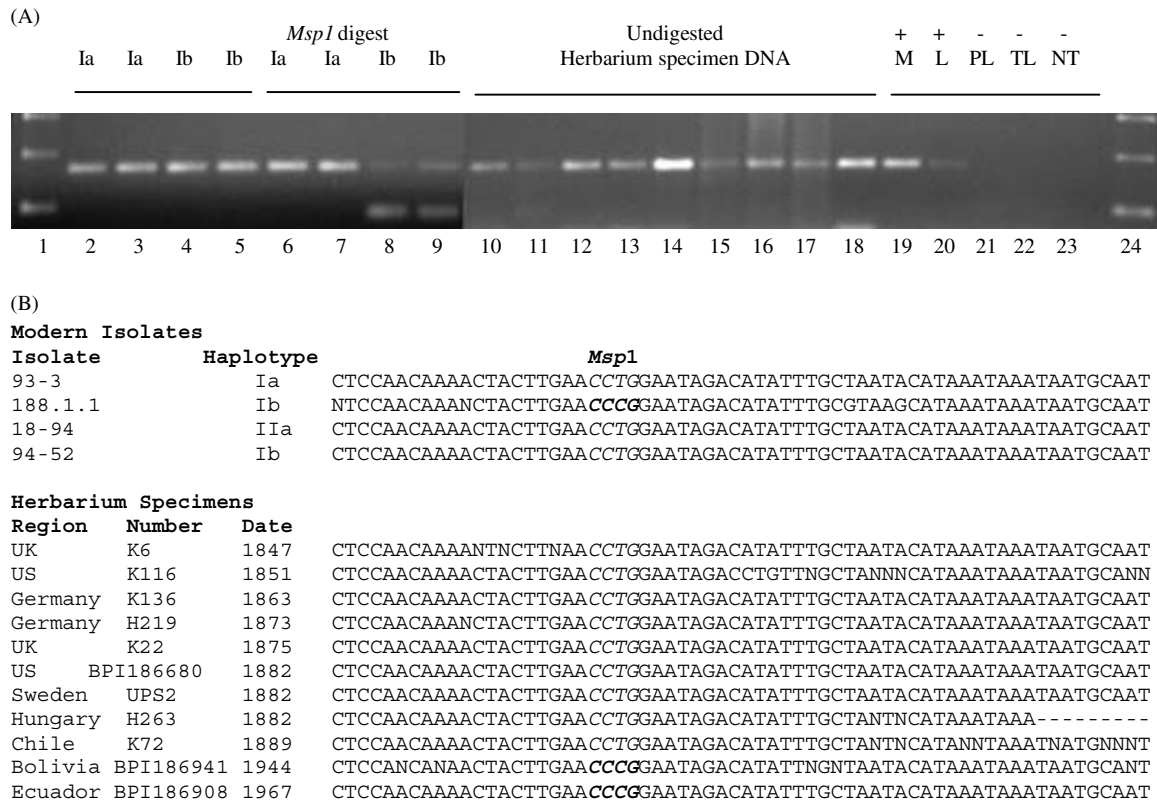 (A)
Msp1 digest Undigested + + - - -
Ia Ia Ib Ib Ia Ia Ib Ib Herbarium specimen DNA M L PL TL NT
1 2 3 4 5 6 7 8 9 10 11 12 13 14 15 16 17 18 19 20 21 22 23 24
(B)
Modern Isolates
Isolate Haplotype Msp1
93-3 Ia CTCCAACAAAACTACTTGAACCTGGAATAGACATATTTGCTAATACATAAATAAATAATGCAAT
188.1.1 Ib NTCCAACAAANCTACTTGAACCCGGAATAGACATATTTGCGTAAGCATAAATAAATAATGCAAT
18-94 IIa CTCCAACAAAACTACTTGAACCTGGAATAGACATATTTGCTAATACATAAATAAATAATGCAAT
94-52 Ib CTCCAACAAAACTACTTGAACCTGGAATAGACATATTTGCTAATACATAAATAAATAATGCAAT
Herbarium Specimens
Region Number Date
UK K6 1847 CTCCAACAAAANTNCTTNAACCTGGAATAGACATATTTGCTAATACATAAATAAATAATGCAAT
US K116 1851 CTCCAACAAAACTACTTGAACCTGGAATAGACCTGTTNGCTANNNCATAAATAAATAATGCANN
Germany K136 1863 CTCCAACAAAACTACTTGAACCTGGAATAGACATATTTGCTAATACATAAATAAATAATGCAAT
Germany H219 1873 CTCCAACAAANCTACTTGAACCTGGAATAGACATATTTGCTAATACATAAATAAATAATGCAAT
UK K22 1875 CTCCAACAAAACTACTTGAACCTGGAATAGACATATTTGCTAATACATAAATAAATAATGCAAT
US BPI186680 1882 CTCCAACAAAACTACTTGAACCTGGAATAGACATATTTGCTAATACATAAATAAATAATGCAAT
Sweden UPS2 1882 CTCCAACAAAACTACTTGAACCTGGAATAGACATATTTGCTAATACATAAATAAATAATGCAAT
Hungary H263 1882 CTCCAACAAAACTACTTGAACCTGGAATAGACATATTTGCTANTNCATAAATAAA---------
Chile K72 1889 CTCCAACAAAACTACTTGAACCTGGAATAGACATATTTGCTANTNCATANNTAAATNATGNNNT
Bolivia BPI186941 1944 CTCCANCANAACTACTTGAACCCGGAATAGACATATTNGNTAATACATAAATAAATAATGCANT
Ecuador BPI186908 1967 CTCCAACAAAACTACTTGAACCCGGAATAGACATATTTGCTAATACATAAATAAATAATGCAAT